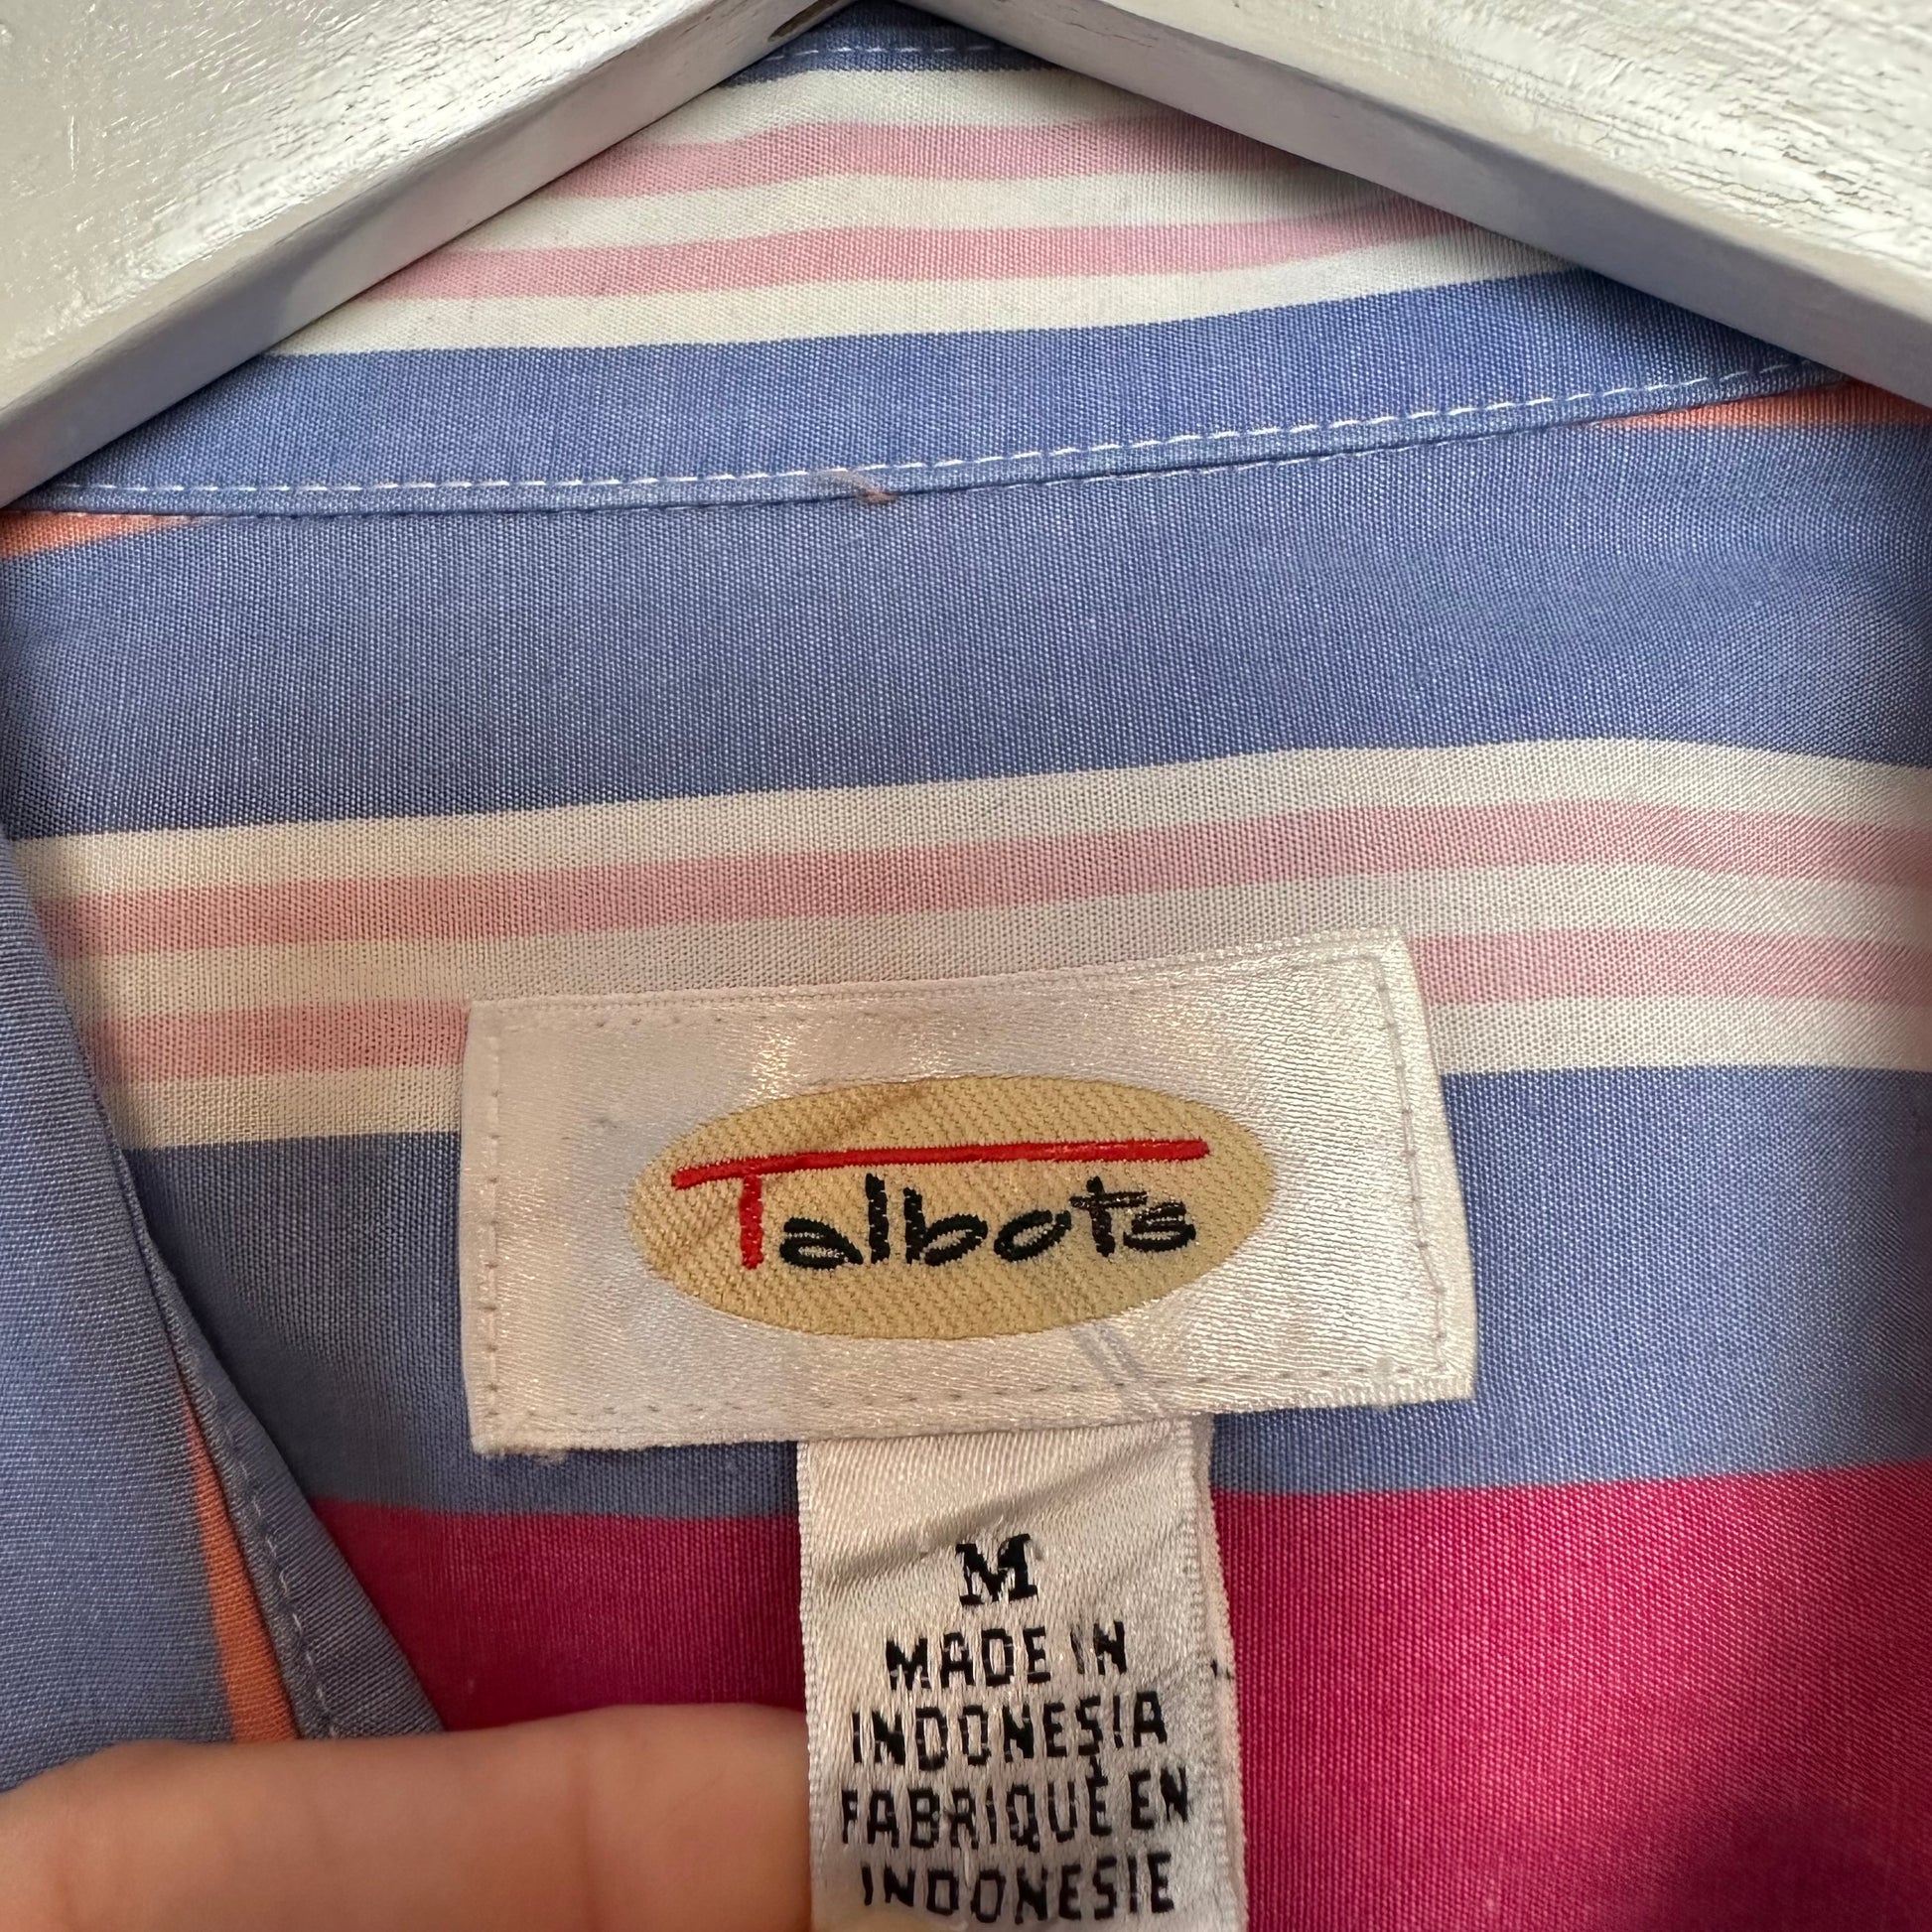 Talbots
M
MADE IN
INDONESIA
FABRIQUÉ EN
INDONESIE